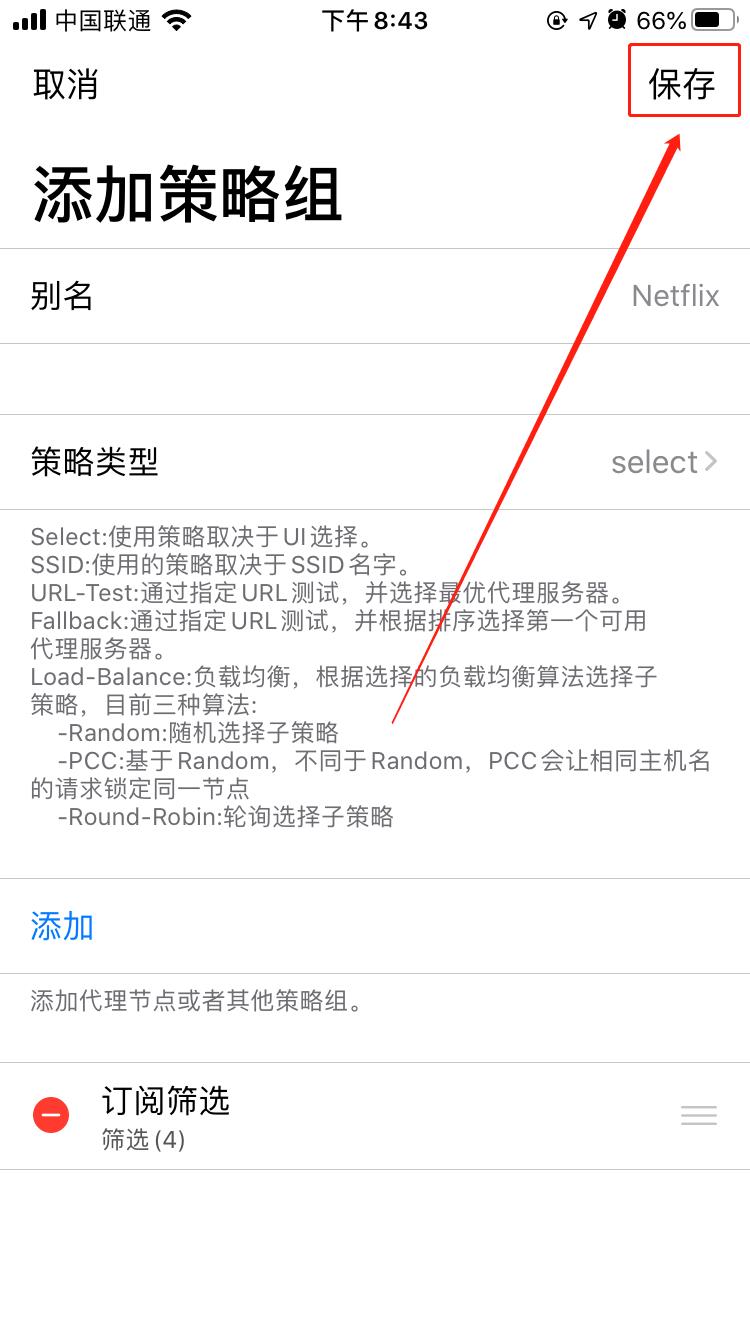 中国联通 下午8:43 66%
取消 保存
添加策略组
别名 Netflix
策略类型 select
Select:使用策略取决于UI选择。
SSID:使用的策略取决于SSID名字。
URL-Test:通过指定URL测试，并选择最优代理服务器。
Fallback:通过指定URL测试，并根据排序选择第一个可用
代理服务器。
Load-Balance:负载均衡，根据选择的负载均衡算法选择子
策略，目前三种算法:
-Random:随机选择子策略
-PCC:基于Random，不同于Random，PCC会让相同主机名
的请求锁定同一节点
-Round-Robin:轮询选择子策略
添加
添加代理节点或者其他策略组。
订阅筛选
筛选(4)